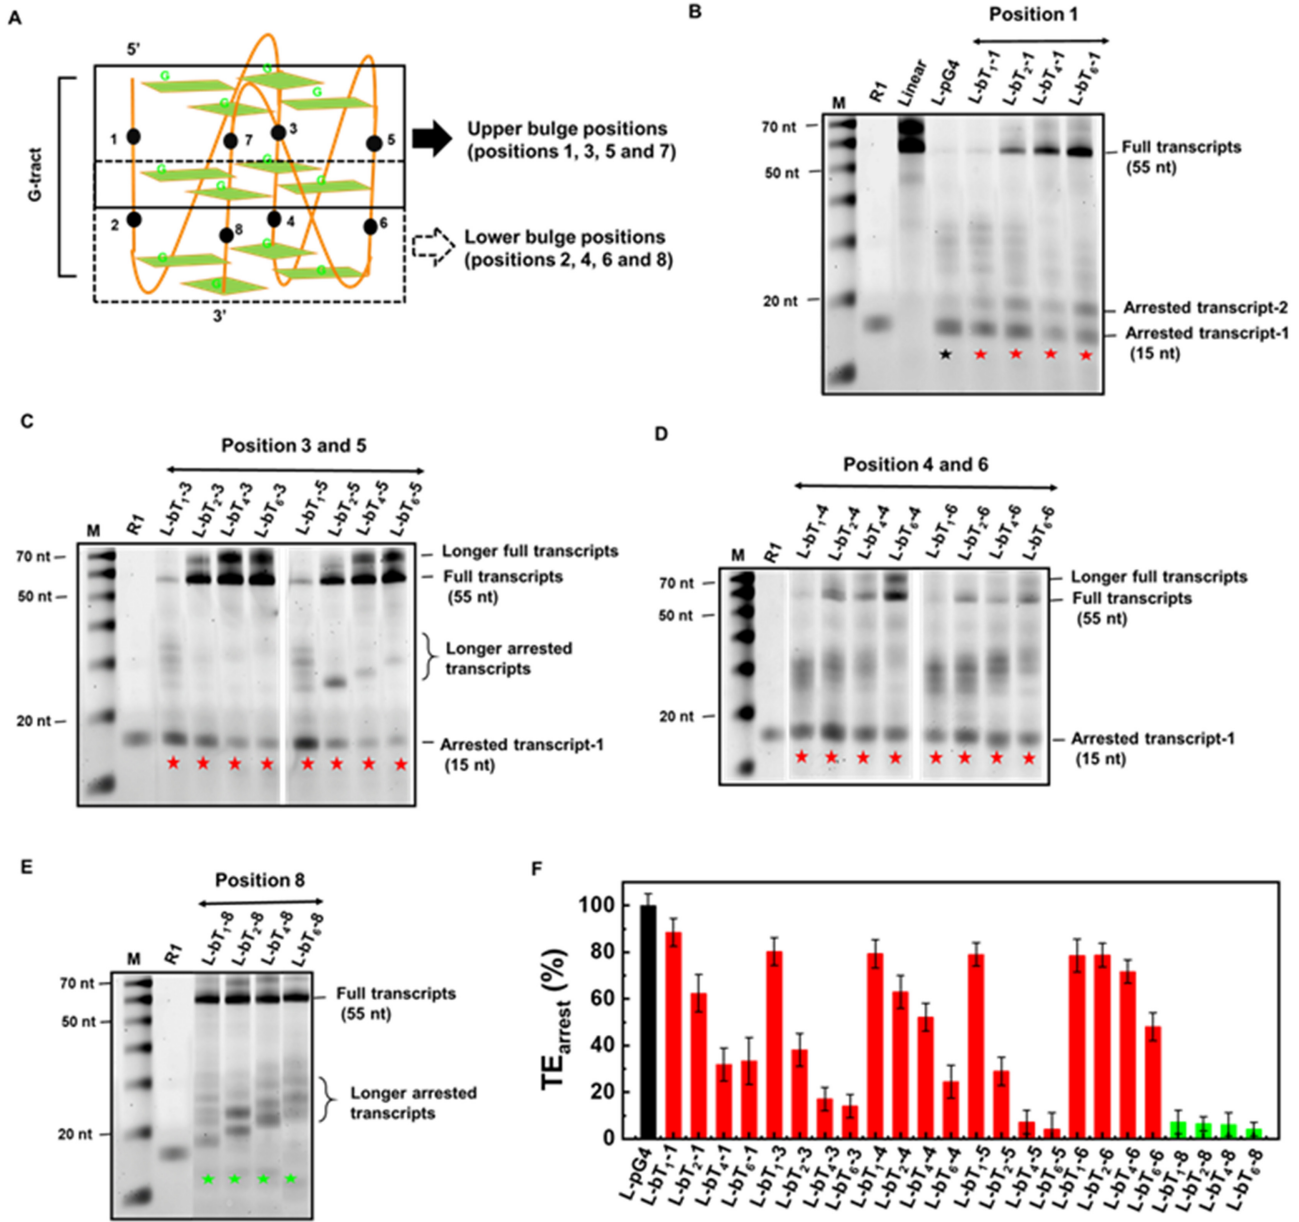 A
5'
G
G
G
G
1
7
3
5
G
G
G
G
2
8
4
6
G
G
G
G
3'
G-tract
Upper bulge positions
(positions 1, 3, 5 and 7)
Lower bulge positions
(positions 2, 4, 6 and 8)
B
Position 1
M
R1
Linear
L-pG4
L-bT₁-1
L-bT₂-1
L-bT₄-1
L-bT₆-1
70 nt
50 nt
20 nt
Full transcripts
(55 nt)
Arrested transcript-2
Arrested transcript-1
(15 nt)
C
Position 3 and 5
M
R1
L-bT₁-3
L-bT₂-3
L-bT₄-3
L-bT₆-3
L-bT₁-5
L-bT₂-5
L-bT₄-5
L-bT₆-5
70 nt
50 nt
20 nt
Longer full transcripts
Full transcripts
(55 nt)
Longer arrested
transcripts
Arrested transcript-1
(15 nt)
D
Position 4 and 6
M
R1
L-bT₁-4
L-bT₂-4
L-bT₄-4
L-bT₆-4
L-bT₁-6
L-bT₂-6
L-bT₄-6
L-bT₆-6
70 nt
50 nt
20 nt
Longer full transcripts
Full transcripts
(55 nt)
Arrested transcript-1
(15 nt)
E
Position 8
M
R1
L-bT₁-8
L-bT₂-8
L-bT₄-8
L-bT₆-8
70 nt
50 nt
20 nt
Full transcripts
(55 nt)
Longer arrested
transcripts
F
TEarrest (%)
100
80
60
40
20
0
L-pG4
L-bT₁-1
L-bT₂-1
L-bT₄-1
L-bT₆-1
L-bT₁-3
L-bT₂-3
L-bT₄-3
L-bT₆-3
L-bT₁-4
L-bT₂-4
L-bT₄-4
L-bT₆-4
L-bT₁-5
L-bT₂-5
L-bT₄-5
L-bT₆-5
L-bT₁-6
L-bT₂-6
L-bT₄-6
L-bT₆-6
L-bT₁-8
L-bT₂-8
L-bT₄-8
L-bT₆-8